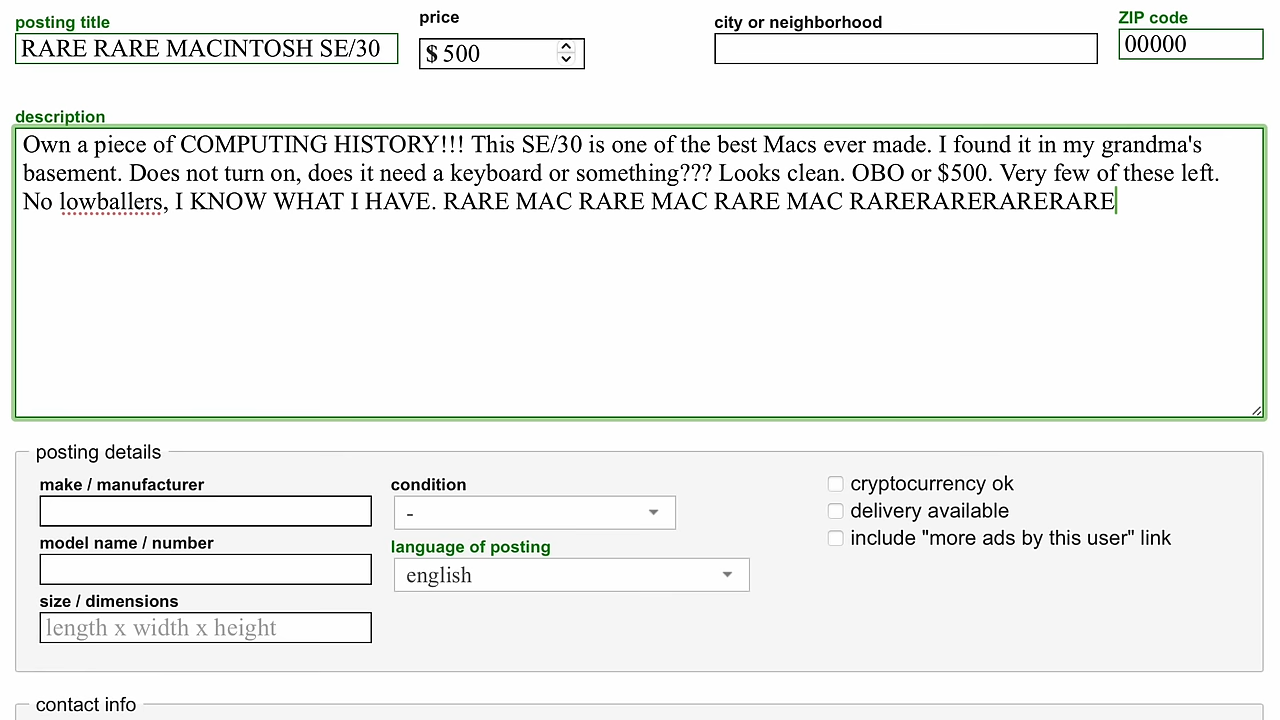 posting title
price
city or neighborhood
ZIP code
RARE RARE MACINTOSH SE/30
$ 500
00000
description
Own a piece of COMPUTING HISTORY!!! This SE/30 is one of the best Macs ever made. I found it in my grandma's
basement. Does not turn on, does it need a keyboard or something??? Looks clean. OBO or $500. Very few of these left.
No lowballers, I KNOW WHAT I HAVE. RARE MAC RARE MAC RARE MAC RARERARERARERARE
posting details
make / manufacturer
condition
cryptocurrency ok
-
delivery available
model name / number
language of posting
include "more ads by this user" link
english
size / dimensions
length x width x height
contact info